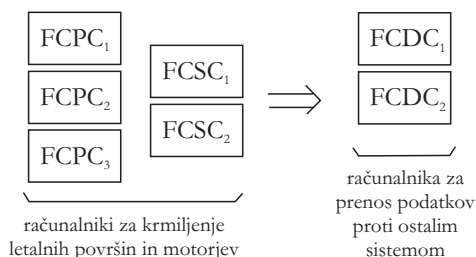 FCPC₁
FCPC₂
FCPC₃
FCSC₁
FCSC₂
FCDC₁
FCDC₂
računalniki za krmiljenje
letalnih površin in motorjev
računalnika za
prenos podatkov
proti ostalim
sistemom